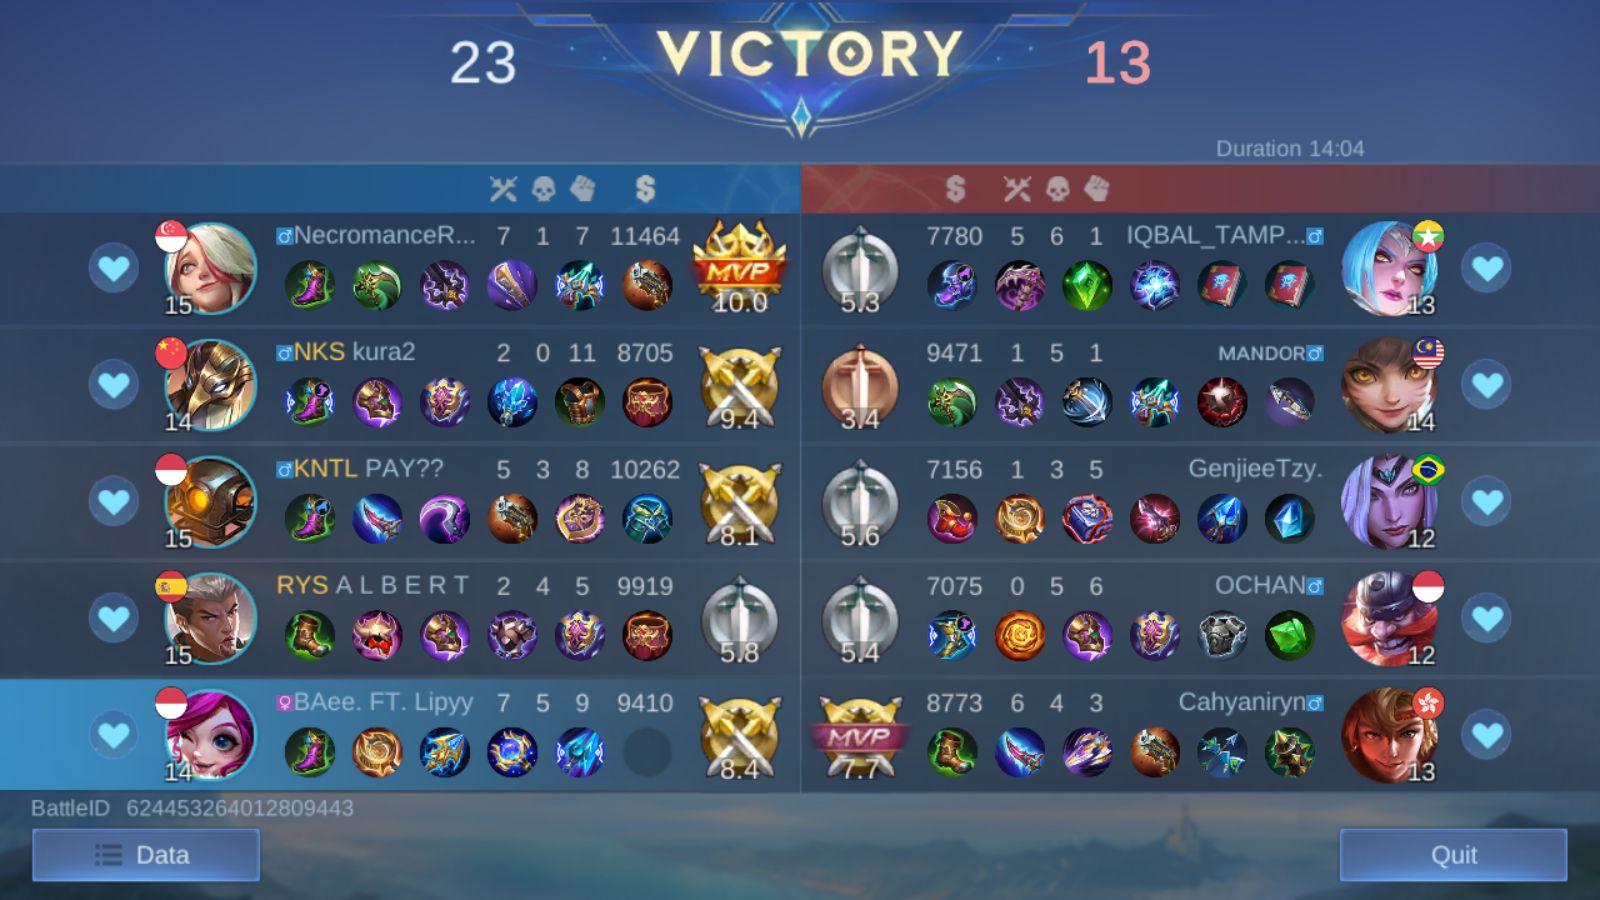 VICTORY
23
13
Duration 14:04
15 NecromanceR... 7 1 7 11464 MVP 10.0
5.3 7780 5 6 1 IQBAL_TAMP... 13
14 NKS kura2 2 0 11 8705 9.4
3.4 9471 1 5 1 MANDOR 14
15 KNTL PAY?? 5 3 8 10262 8.1
5.6 7156 1 3 5 GenjieeTzy. 12
15 RYS A L B E R T 2 4 5 9919 5.8
5.4 7075 0 5 6 OCHAN 12
14 BAee. FT. Lipyy 7 5 9 9410 8.4
MVP 7.7 8773 6 4 3 Cahyaniryn 13
BattleID 624453264012809443
Data
Quit